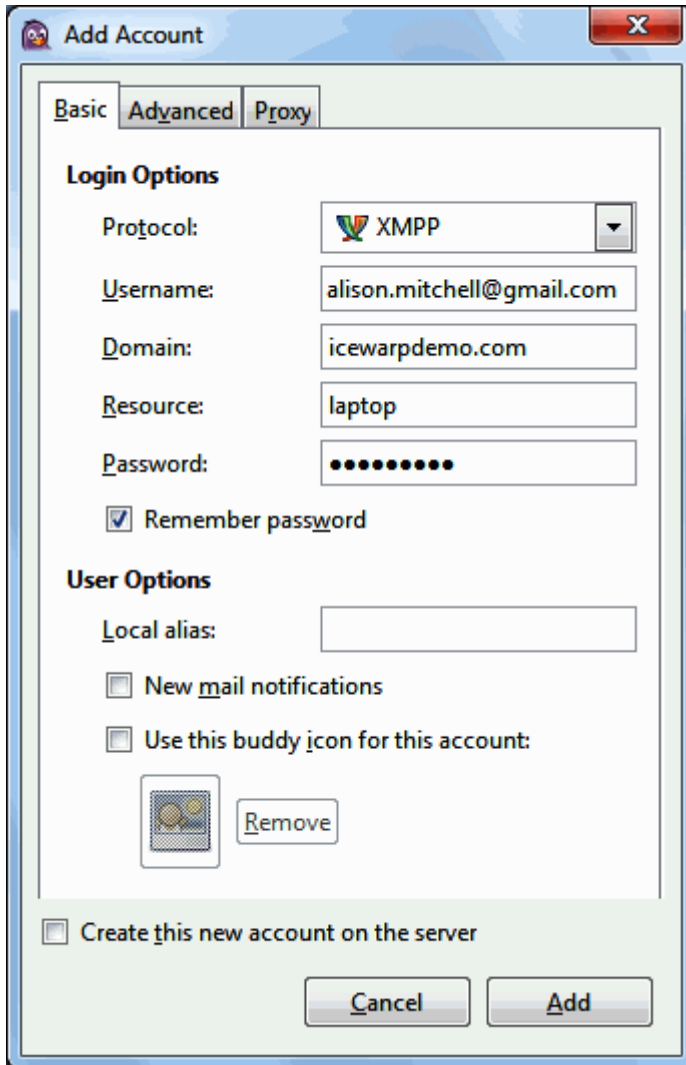 Add Account
Basic Advanced Proxy
Login Options
Protocol: XMPP
Username: alison.mitchell@gmail.com
Domain: icewarpdemo.com
Resource: laptop
Password: ●●●●●●●●●
Remember password
User Options
Local alias:
New mail notifications
Use this buddy icon for this account:
Remove
Create this new account on the server
Cancel Add